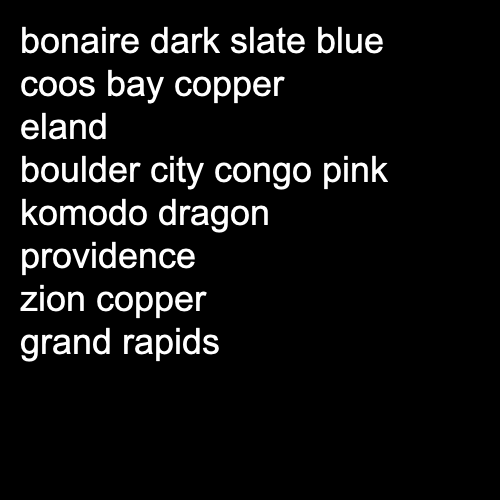 bonaire dark slate blue
coos bay copper
eland
boulder city congo pink
komodo dragon
providence
zion copper
grand rapids